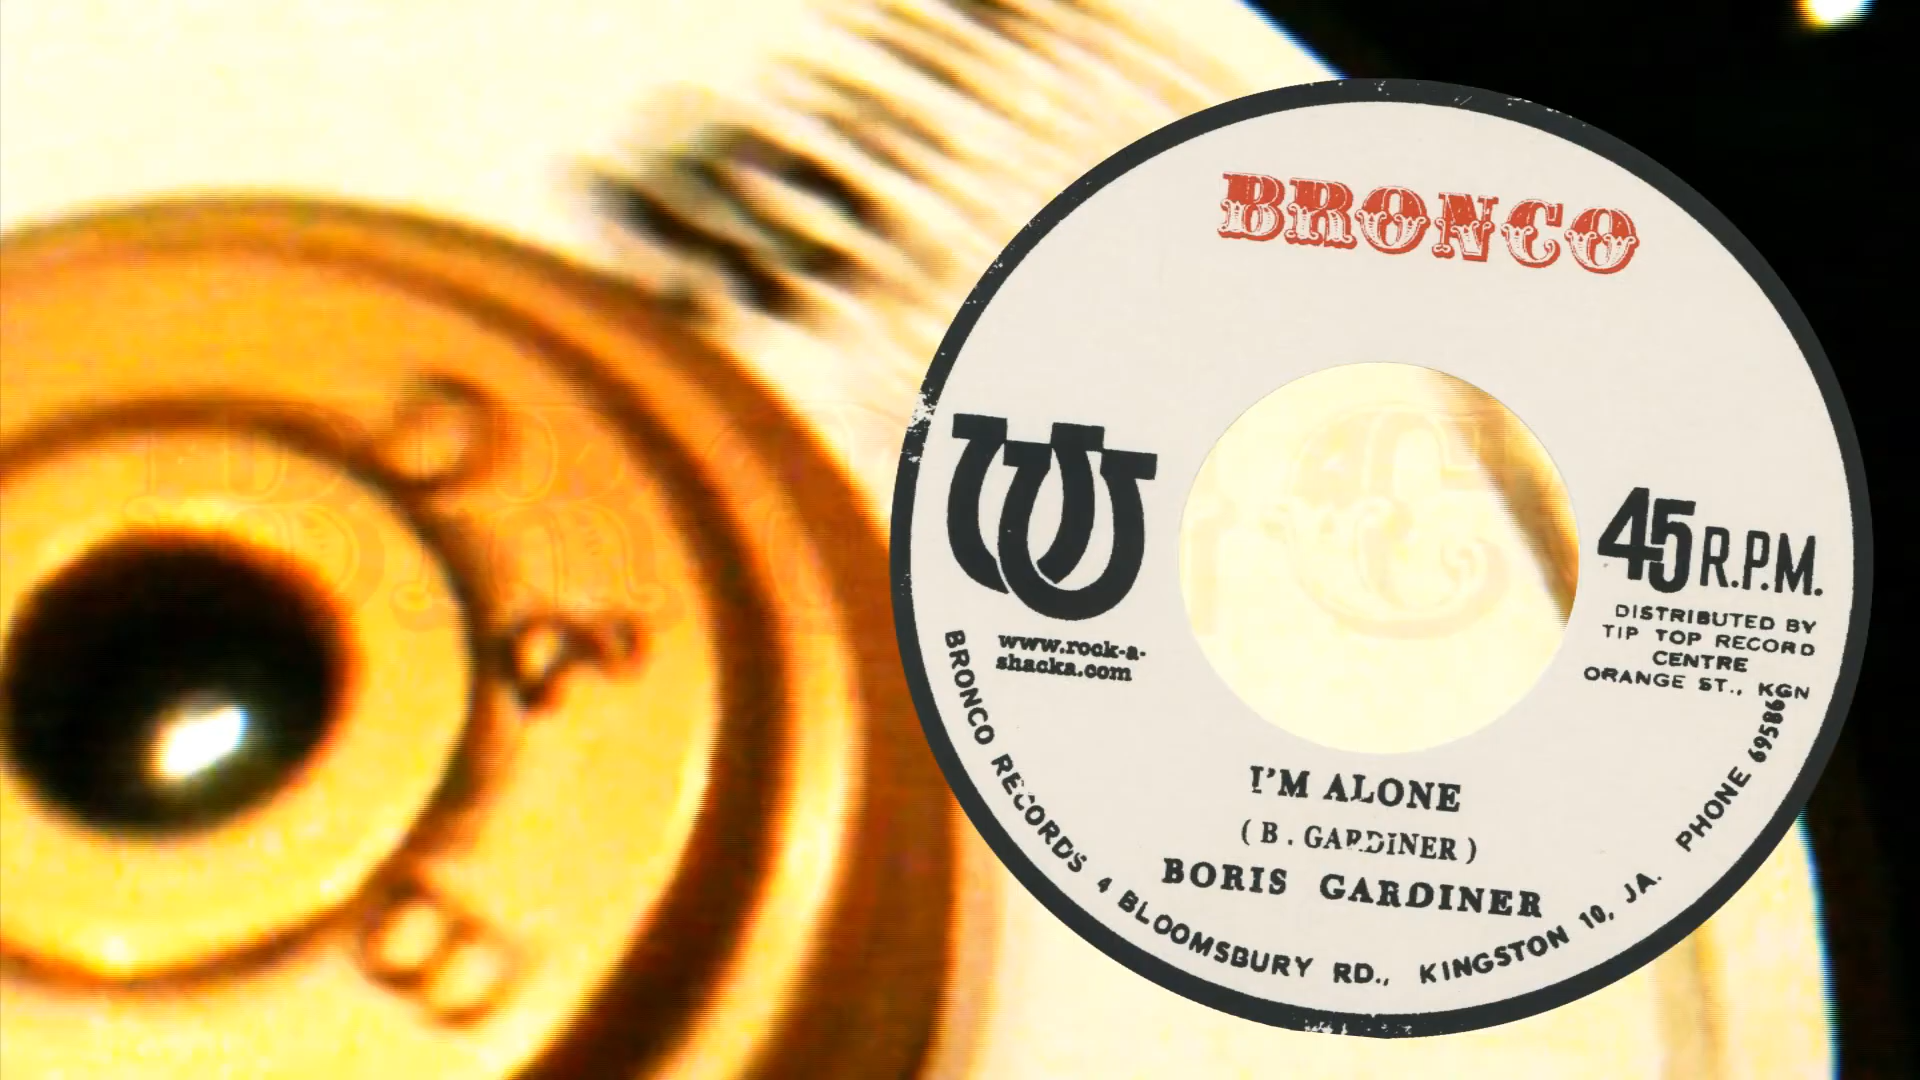 BRONCO
45 R.P.M.
DISTRIBUTED BY
TIP TOP RECORD
CENTRE
ORANGE ST., KGN
www.rock-a-
shacka.com
I'M ALONE
( B . GARDINER )
BORIS GARDINER
BRONCO RECORDS 4 BLOOMSBURY RD., KINGSTON 10, JA. PHONE 69586